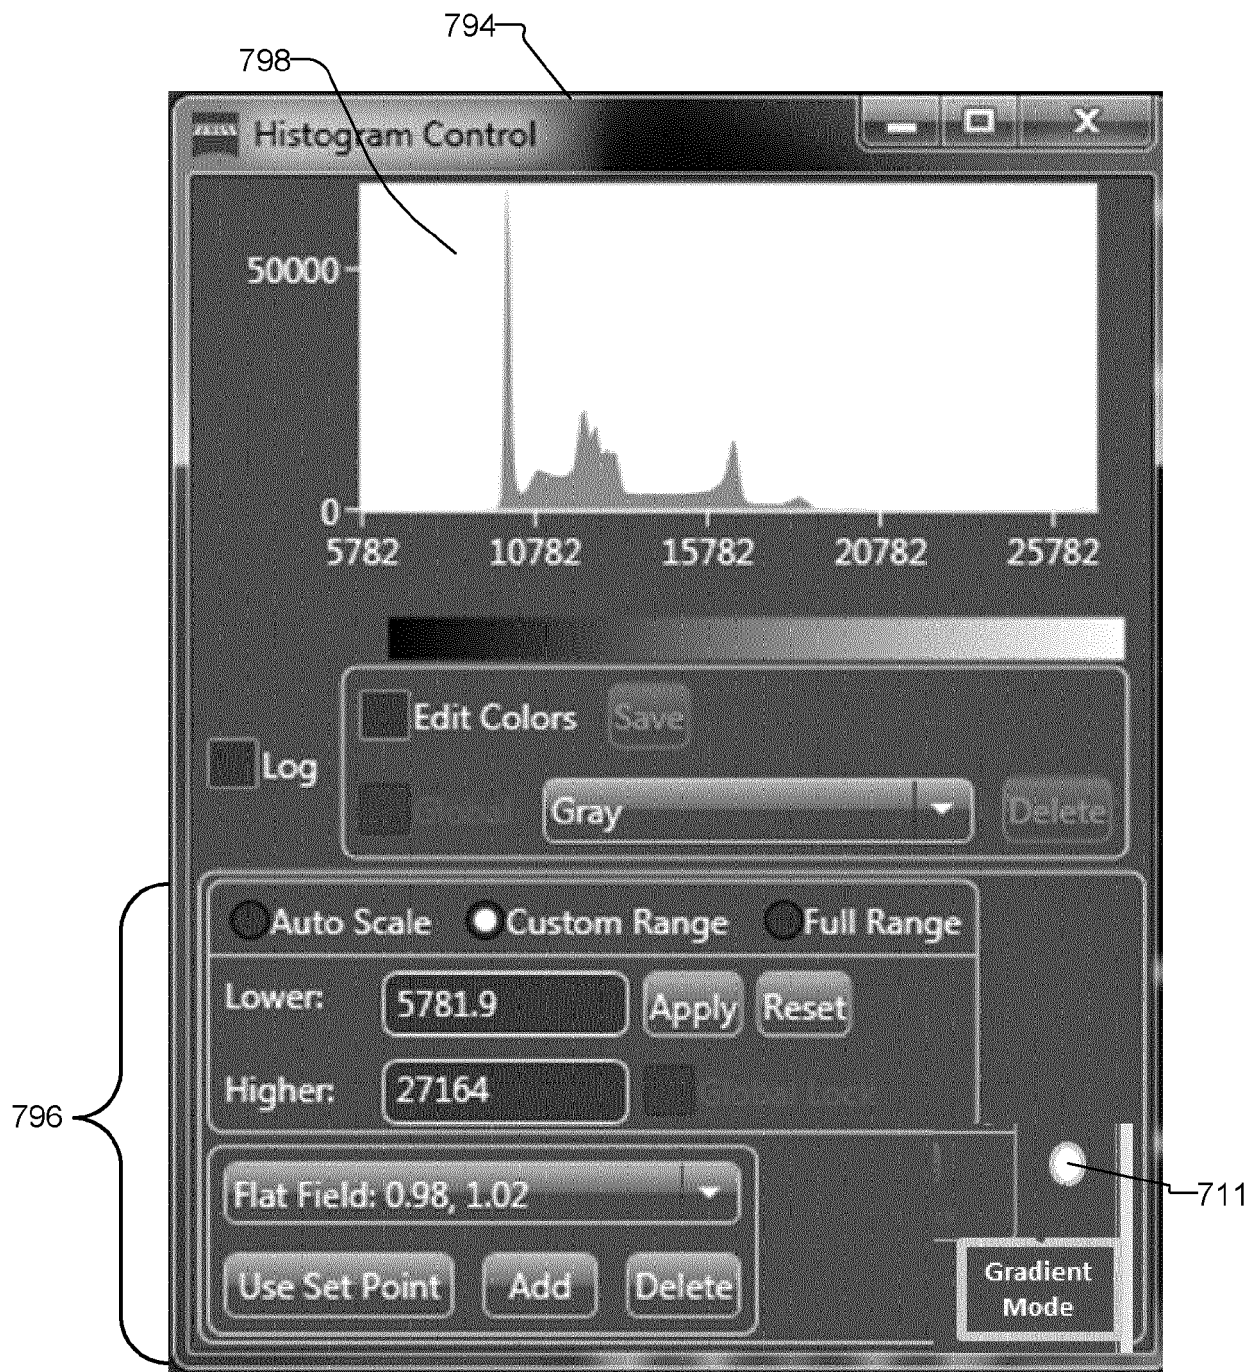 794
798
Histogram Control
50000
0
5782 10782 15782 20782 25782
Edit Colors Save
Log
Global Gray Delete
Auto Scale Custom Range Full Range
Lower: 5781.9 Apply Reset
Higher: 27164
796
711
Flat Field: 0.98, 1.02
Use Set Point Add Delete
Gradient
Mode